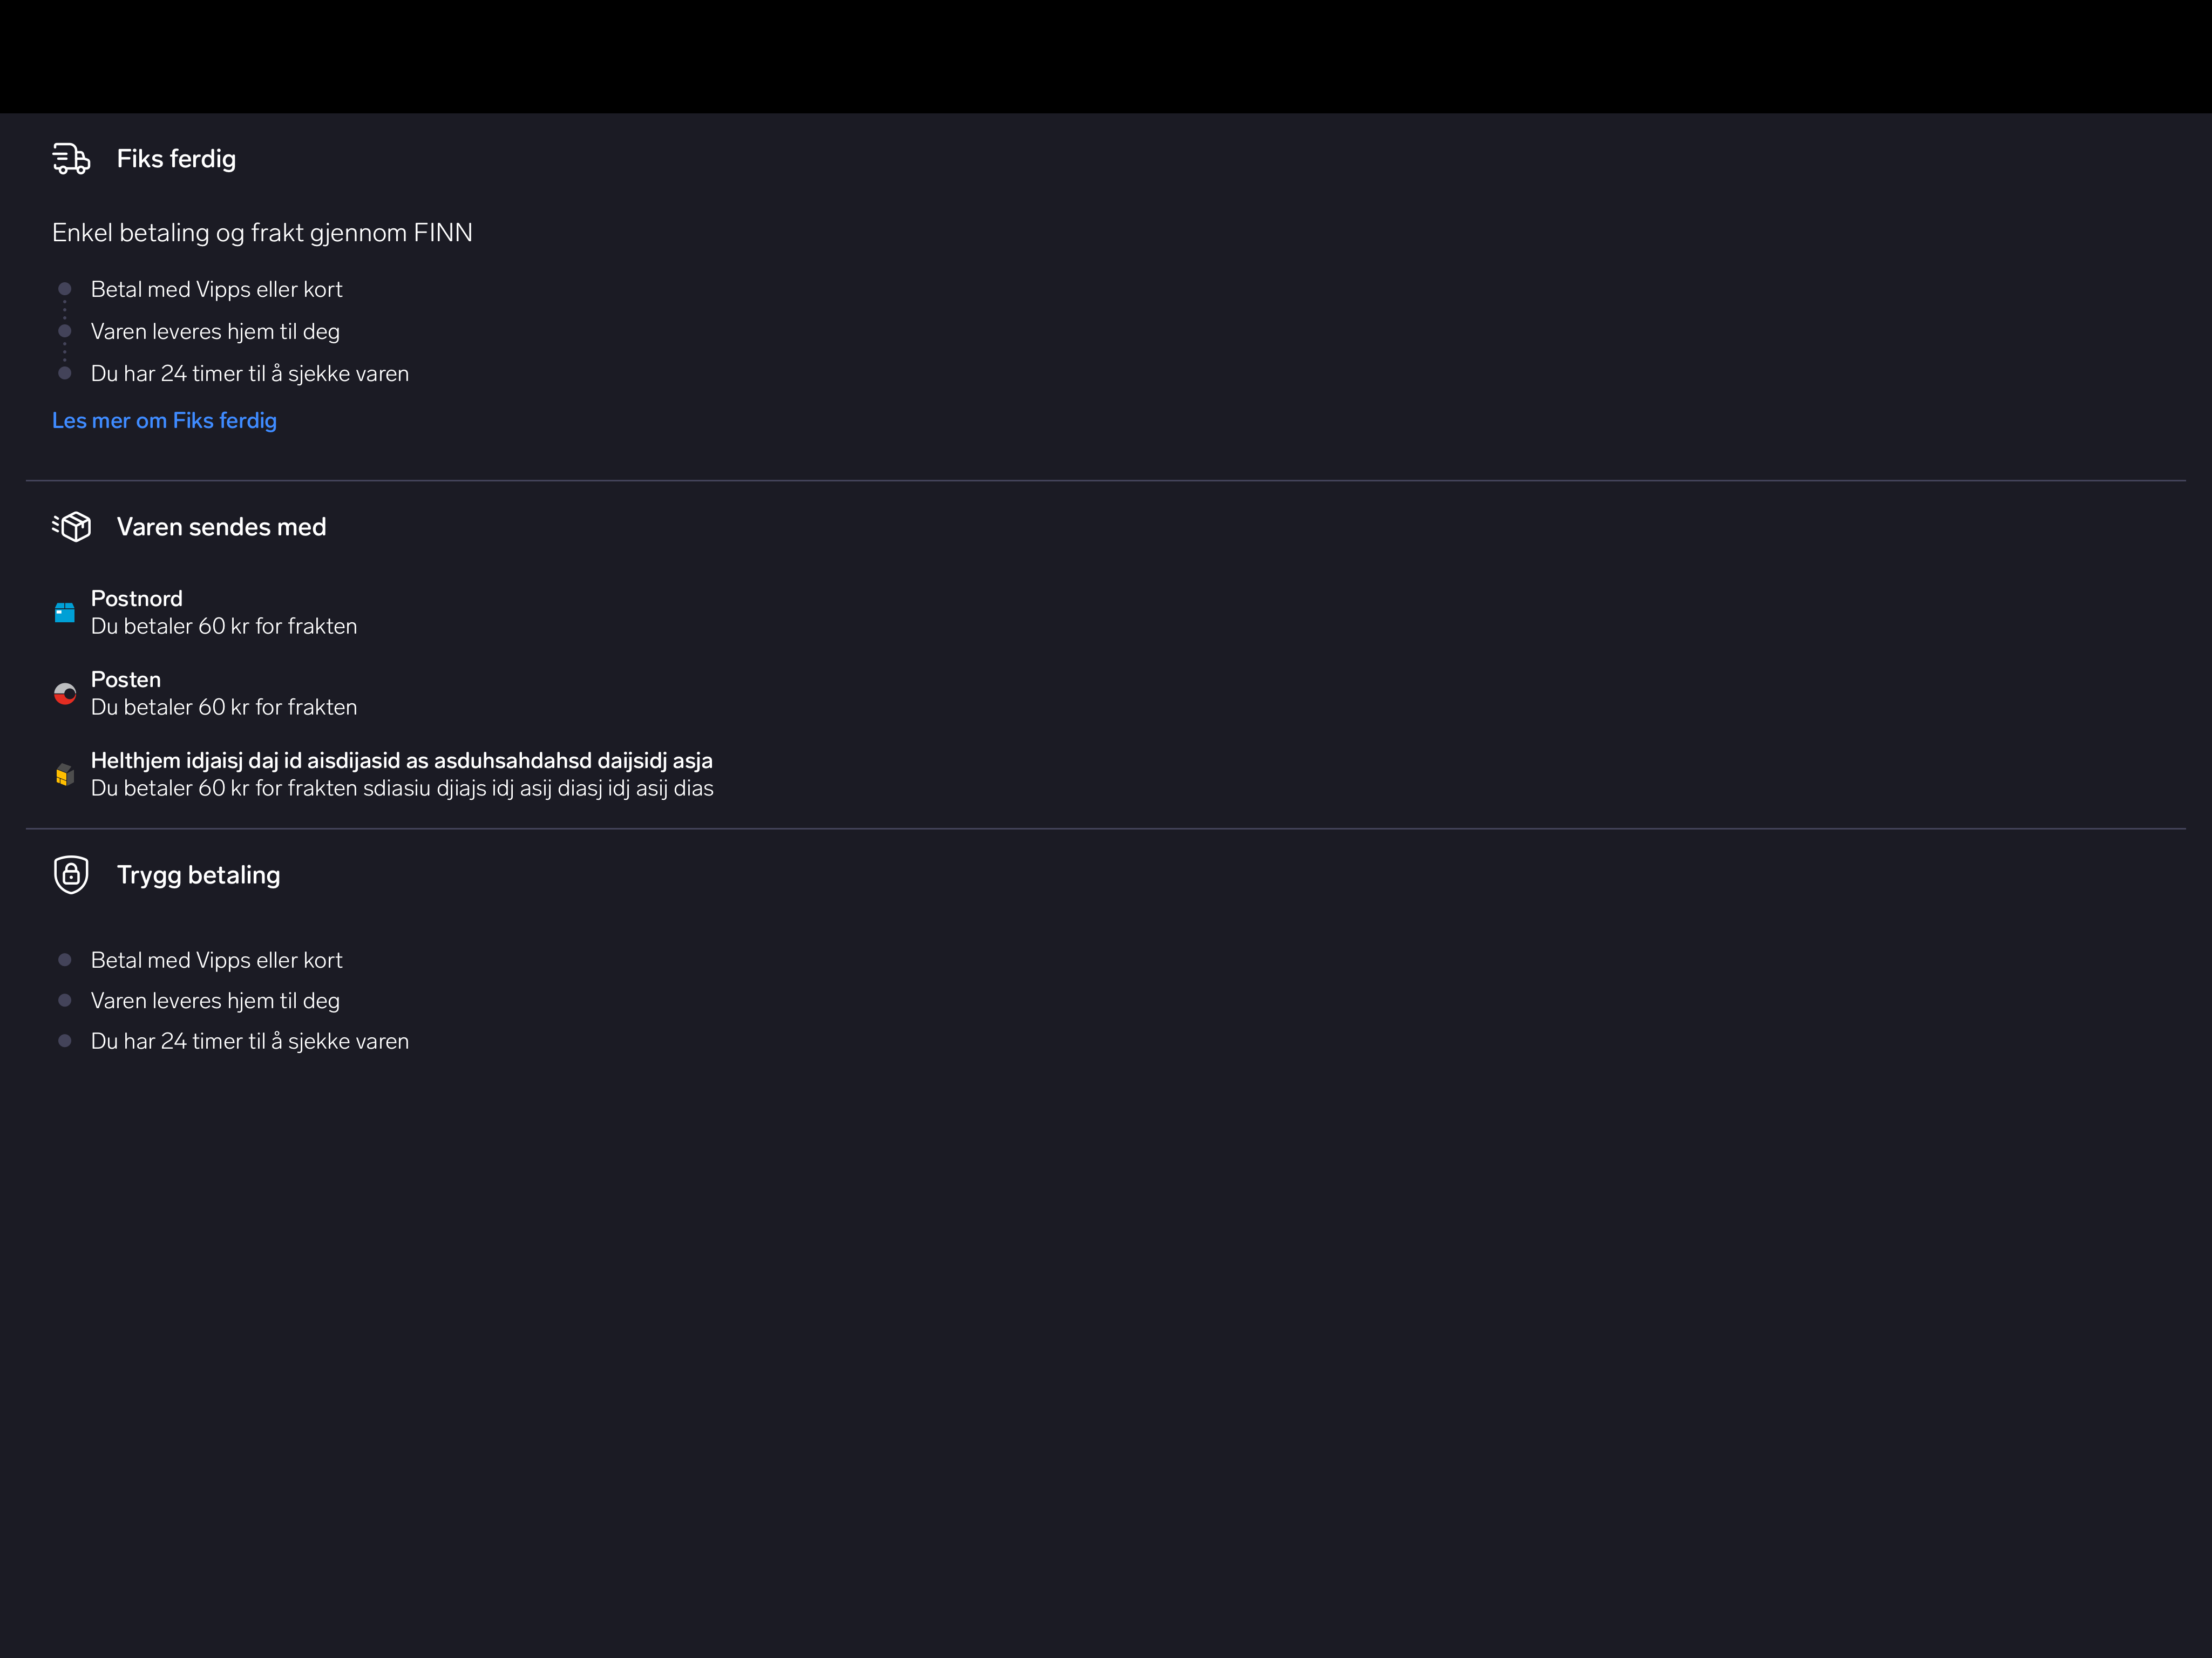 Fiks ferdig
Enkel betaling og frakt gjennom FINN
Betal med Vipps eller kort
Varen leveres hjem til deg
Du har 24 timer til å sjekke varen
Les mer om Fiks ferdig
Varen sendes med
Postnord
Du betaler 60 kr for frakten
Posten
Du betaler 60 kr for frakten
Helthjem idjaisj daj id aisdijasid as asduhsahdahsd daijsidj asja
Du betaler 60 kr for frakten sdiasiu djiajs idj asij diasj idj asij dias
Trygg betaling
Betal med Vipps eller kort
Varen leveres hjem til deg
Du har 24 timer til å sjekke varen